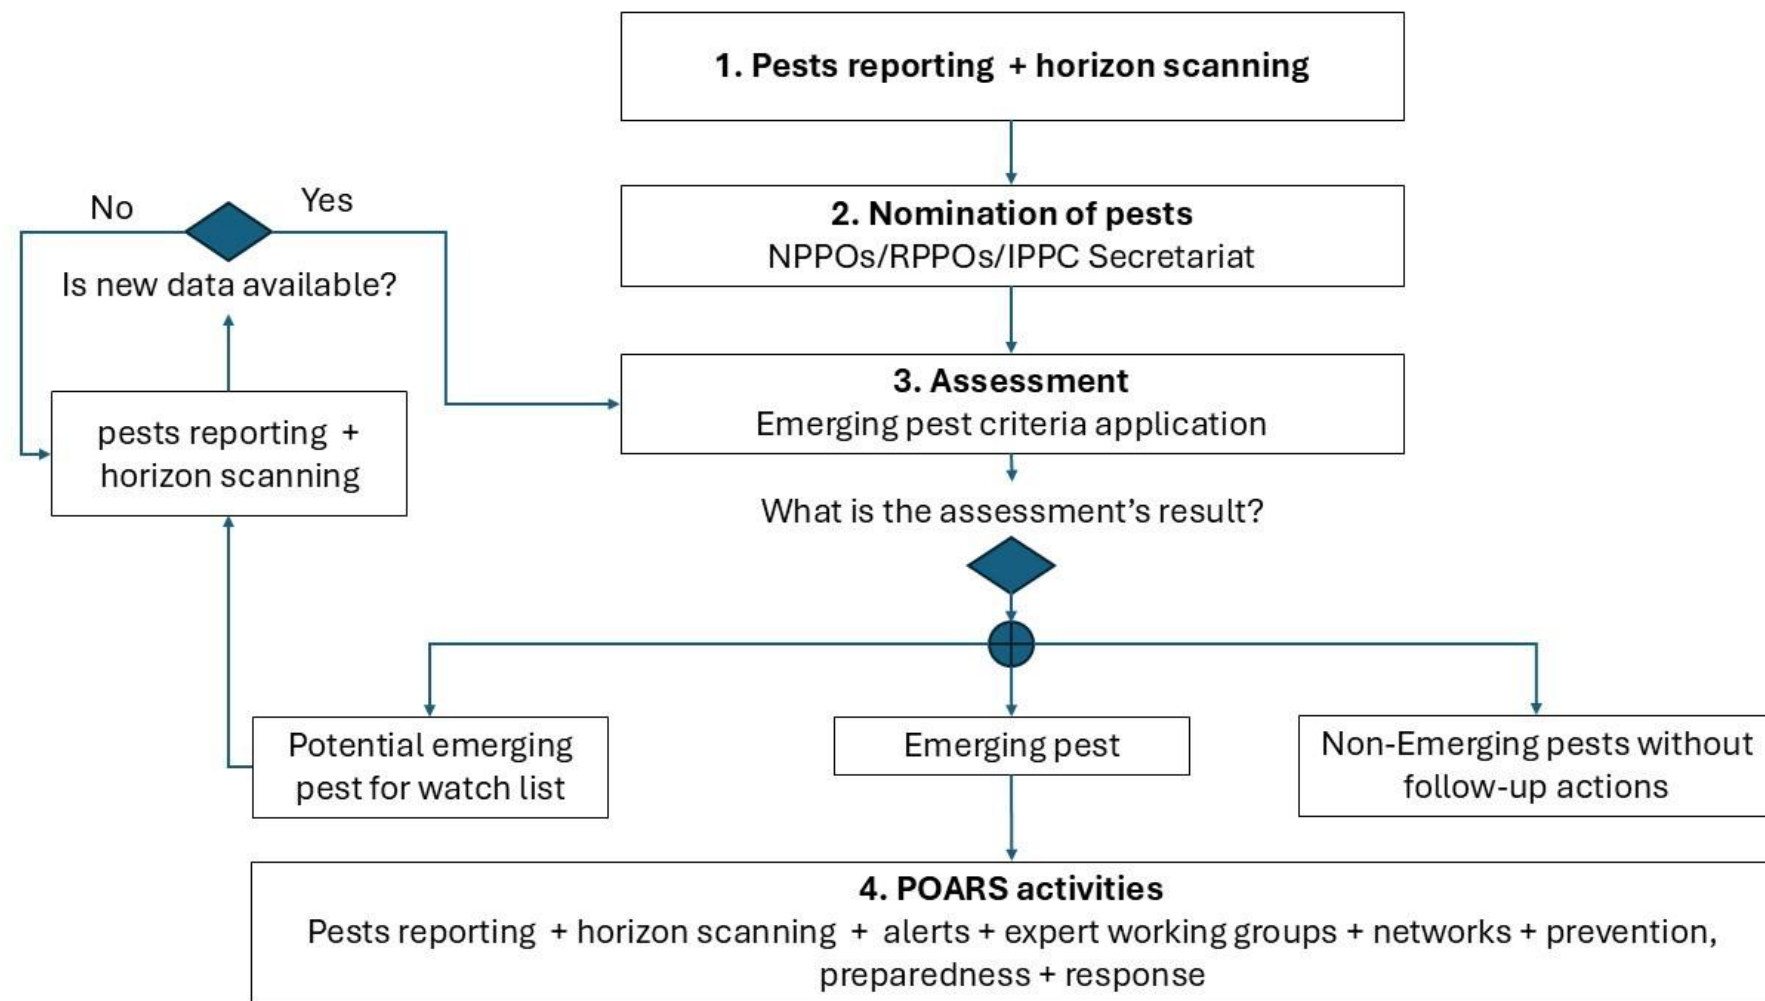 1. Pests reporting + horizon scanning
2. Nomination of pests
NPPOs/RPPOs/IPPC Secretariat
No
Yes
Is new data available?
3. Assessment
Emerging pest criteria application
pests reporting +
horizon scanning
What is the assessment’s result?
Potential emerging
pest for watch list
Emerging pest
Non-Emerging pests without
follow-up actions
4. POARS activities
Pests reporting + horizon scanning + alerts + expert working groups + networks + prevention,
preparedness + response